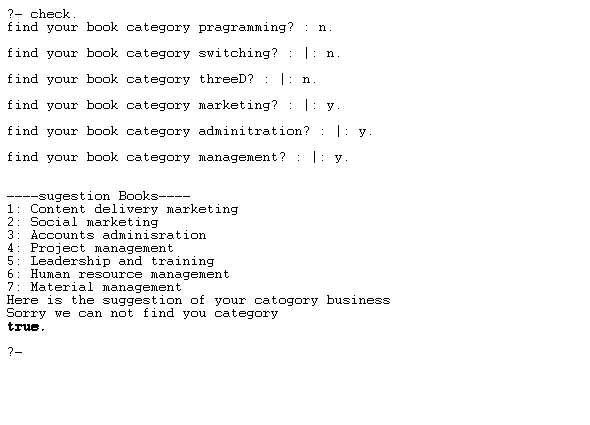 ?- check.
find your book category pragramming? : n.
find your book category switching? : |: n.
find your book category threeD? : |: n.
find your book category marketing? : |: y.
find your book category adminitration? : |: y.
find your book category management? : |: y.
----sugestion Books----
1: Content delivery marketing
2: Social marketing
3: Accounts adminisration
4: Project management
5: Leadership and training
6: Human resource management
7: Material management
Here is the suggestion of your catogory business
Sorry we can not find you category
true.
?-